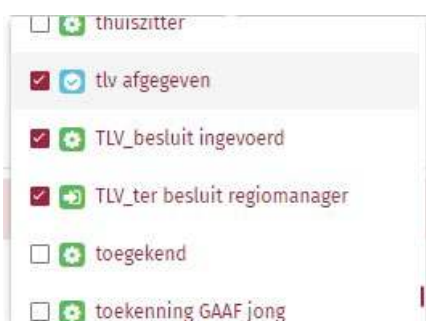 thuiszitter
tlv afgegeven
TLV_besluit ingevoerd
TLV_ter besluit regiomanager
toegekend
toekenning GAAF jong